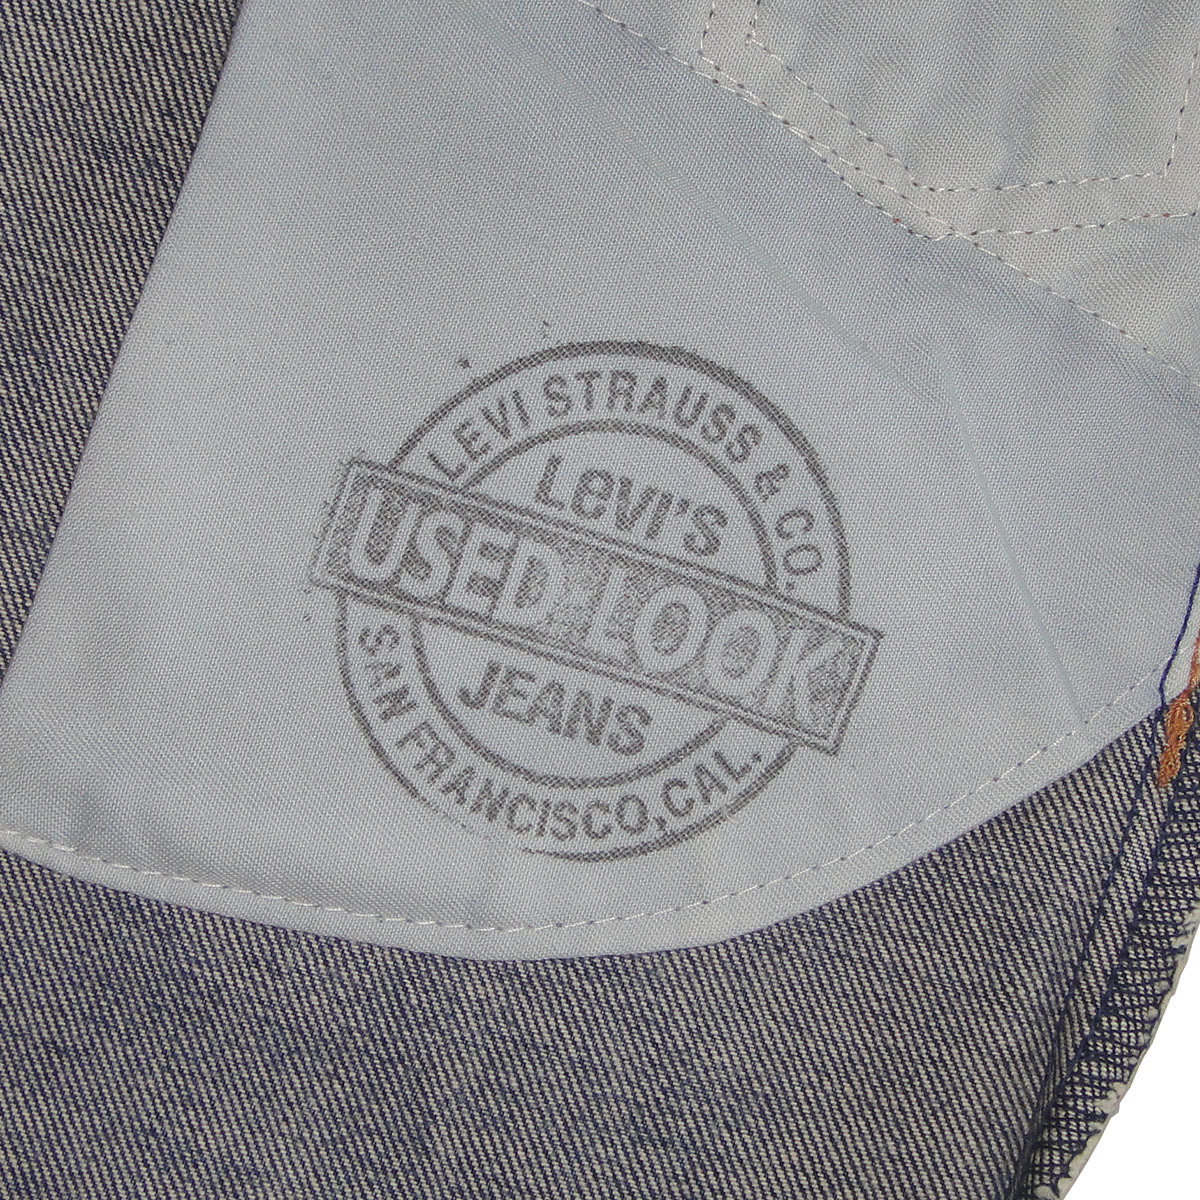 LEVI STRAUSS & CO.
Levi's
USED-LOOK
JEANS
SAN FRANCISCO, CAL.